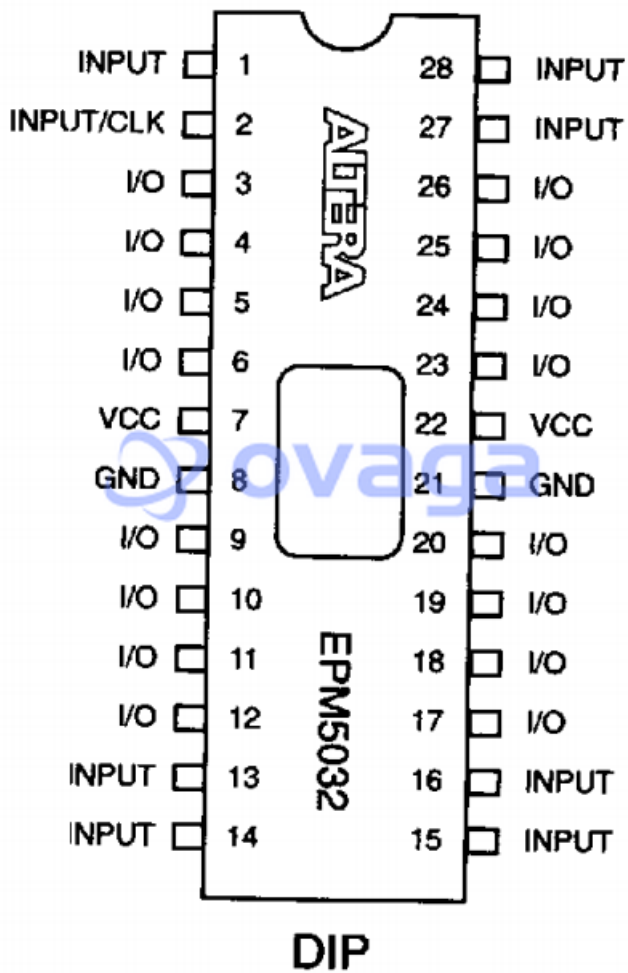 INPUT 1 28 INPUT
INPUT/CLK 2 27 INPUT
I/O 3 26 I/O
I/O 4 25 I/O
I/O 5 24 I/O
I/O 6 23 I/O
VCC 7 22 VCC
GND 8 21 GND
I/O 9 20 I/O
I/O 10 19 I/O
I/O 11 18 I/O
I/O 12 17 I/O
INPUT 13 16 INPUT
INPUT 14 15 INPUT
ALTERA
EPM5032
ovaga
DIP